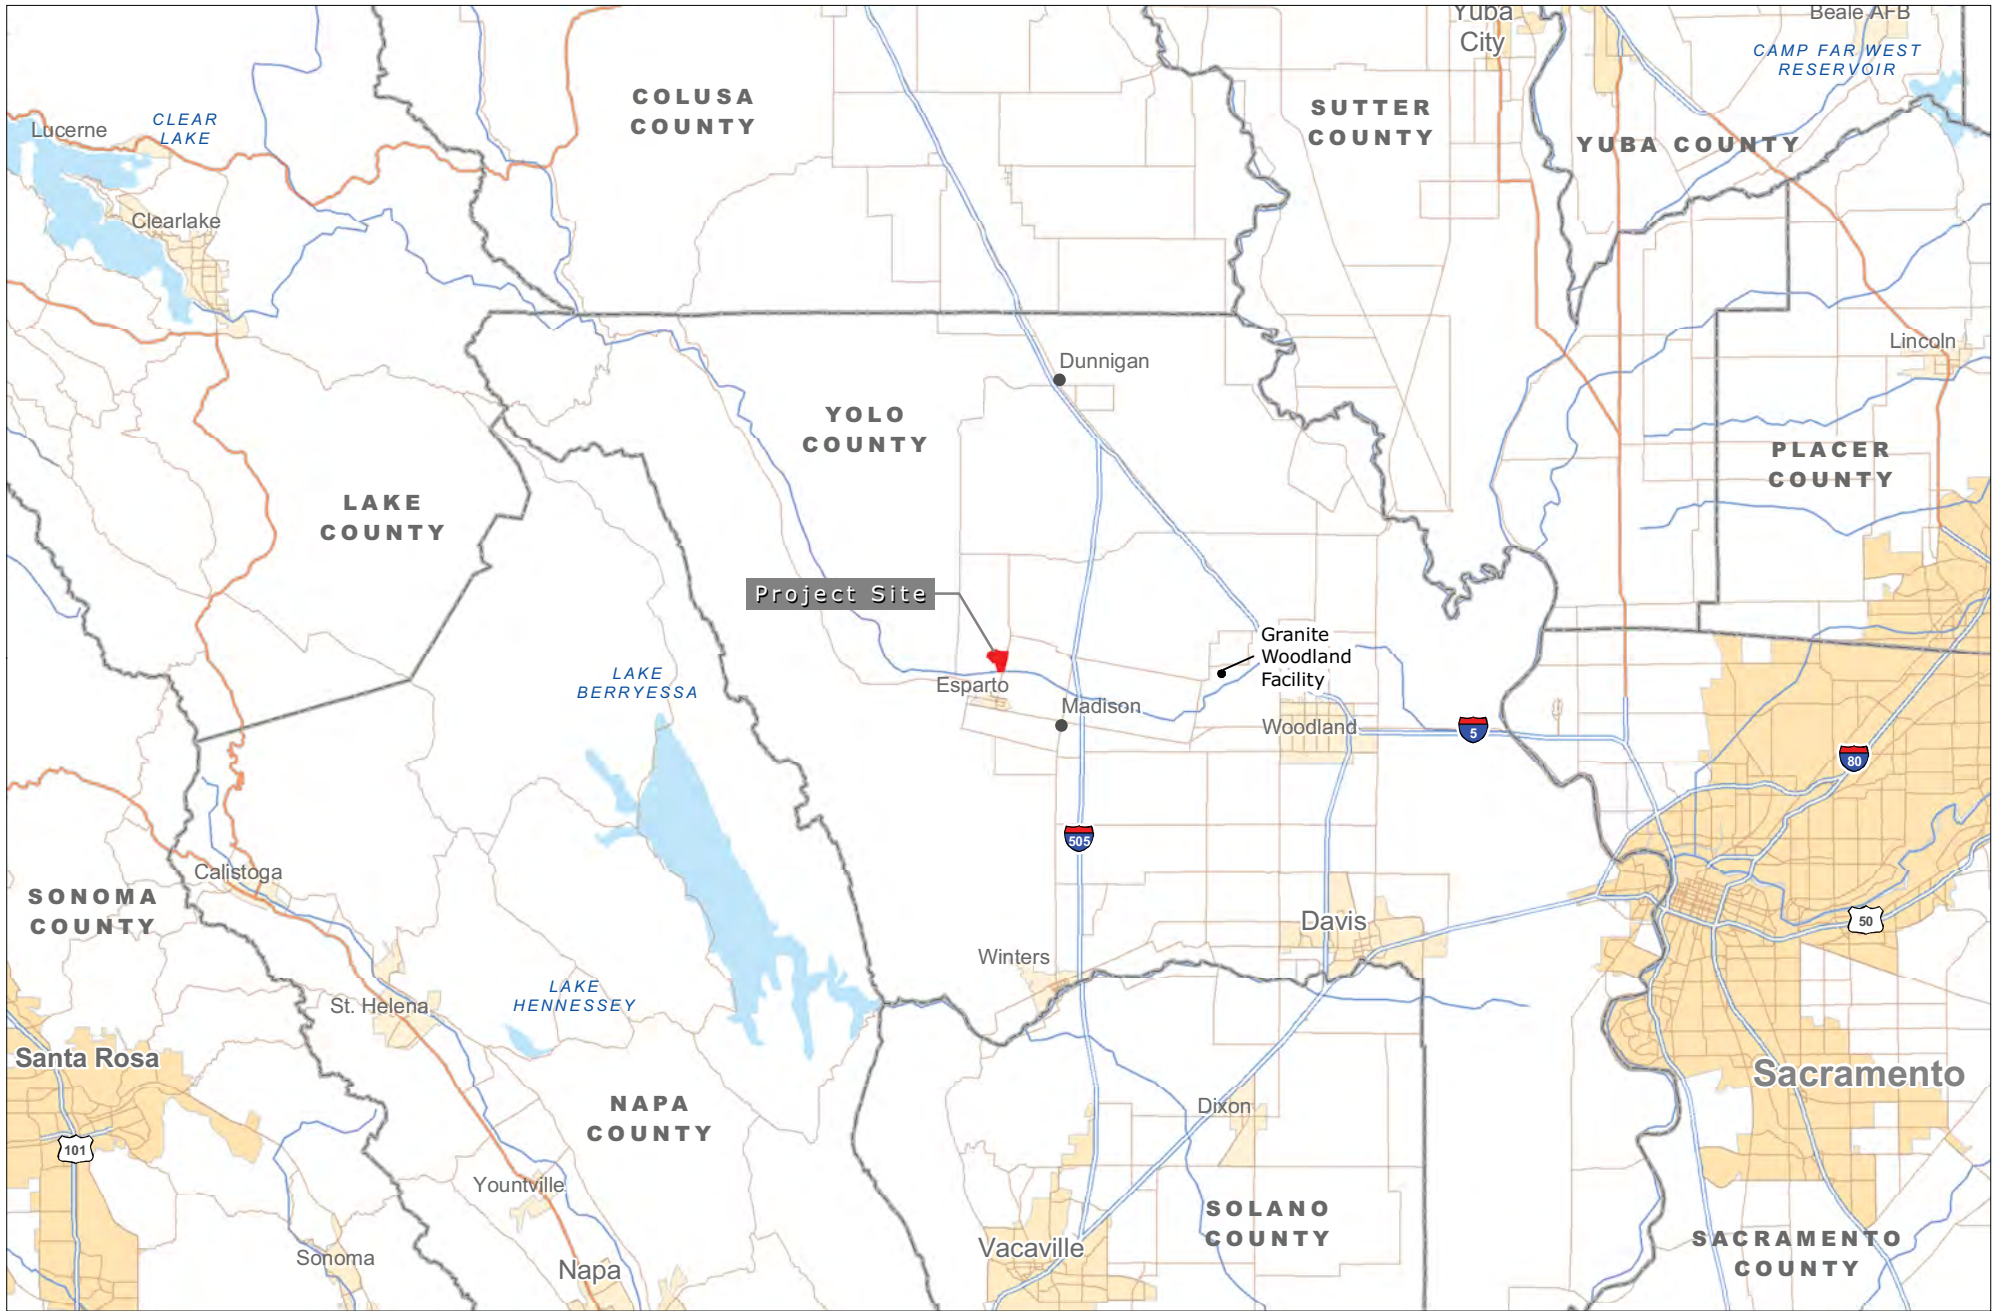 Yuba
City
Beale AFB
CAMP FAR WEST
RESERVOIR
COLUSA
COUNTY
SUTTER
COUNTY
YUBA COUNTY
Lucerne
CLEAR
LAKE
Clearlake
Lincoln
Dunnigan
YOLO
COUNTY
PLACER
COUNTY
LAKE
COUNTY
Project Site
Granite
Woodland
Facility
LAKE
BERRYESSA
Esparto
Madison
Woodland
5
80
505
Calistoga
SONOMA
COUNTY
Davis
50
Winters
LAKE
HENNESSEY
St. Helena
Santa Rosa
Sacramento
NAPA
COUNTY
Dixon
101
Yountville
SOLANO
COUNTY
SACRAMENTO
COUNTY
Vacaville
Sonoma
Napa